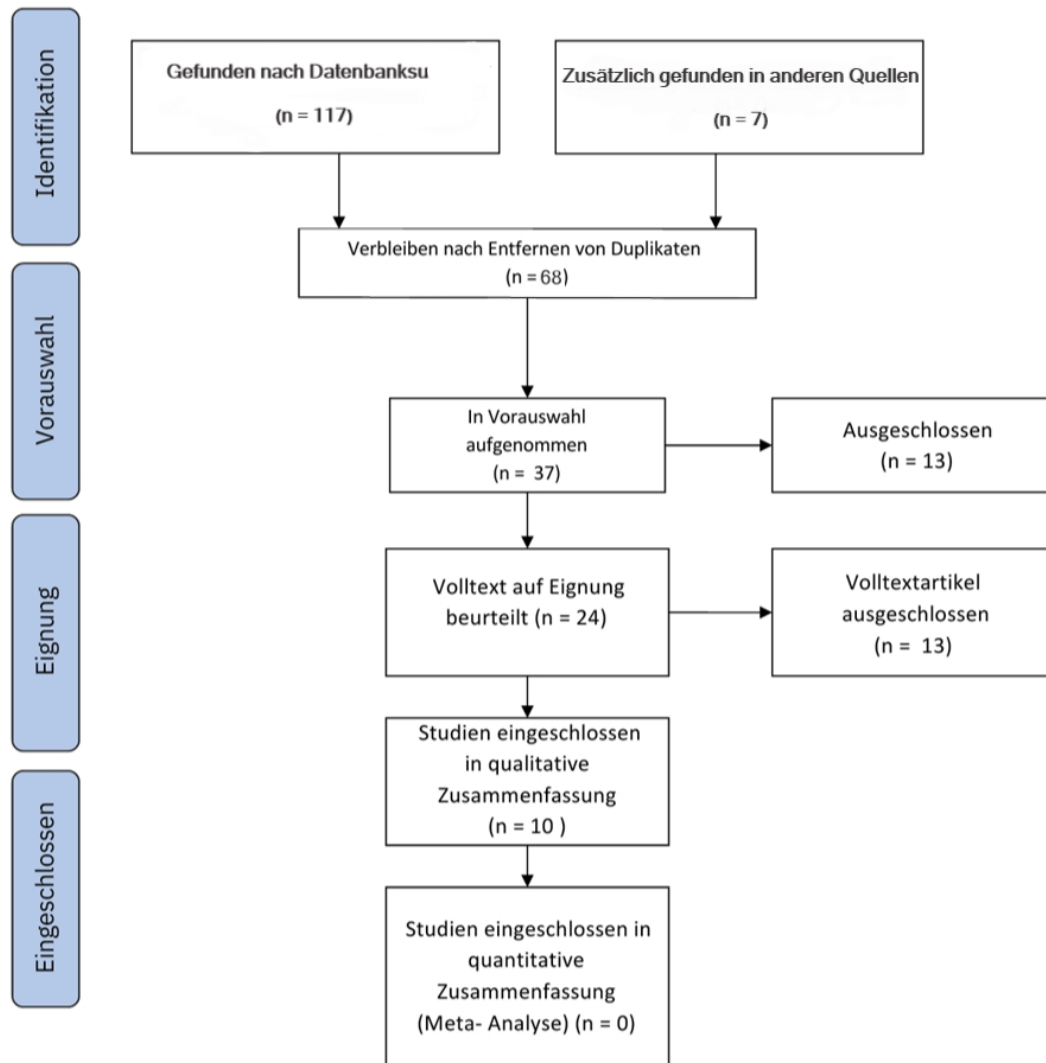 Identifikation
Gefunden nach Datenbanksu
(n = 117)
Zusätzlich gefunden in anderen Quellen
(n = 7)
Verbleiben nach Entfernen von Duplikaten
(n = 68)
Vorauswahl
In Vorauswahl
aufgenommen
(n = 37)
Ausgeschlossen
(n = 13)
Eignung
Volltext auf Eignung
beurteilt (n = 24)
Volltextartikel
ausgeschlossen
(n = 13)
Studien eingeschlossen
in qualitative
Zusammenfassung
(n = 10 )
Eingeschlossen
Studien eingeschlossen in
quantitative
Zusammenfassung
(Meta- Analyse) (n = 0)